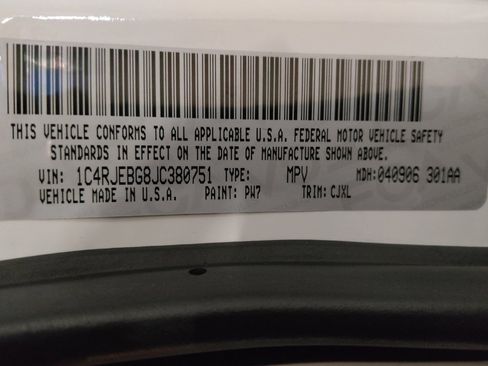 THIS VEHICLE CONFORMS TO ALL APPLICABLE U.S.A. FEDERAL MOTOR VEHICLE SAFETY
STANDARDS IN EFFECT ON THE DATE OF MANUFACTURE SHOWN ABOVE.
VIN: 1C4RJEBG8JC380751 TYPE: MPV MDH:040906 301AA
VEHICLE MADE IN U.S.A. PAINT: PW7 TRIM: CJXL